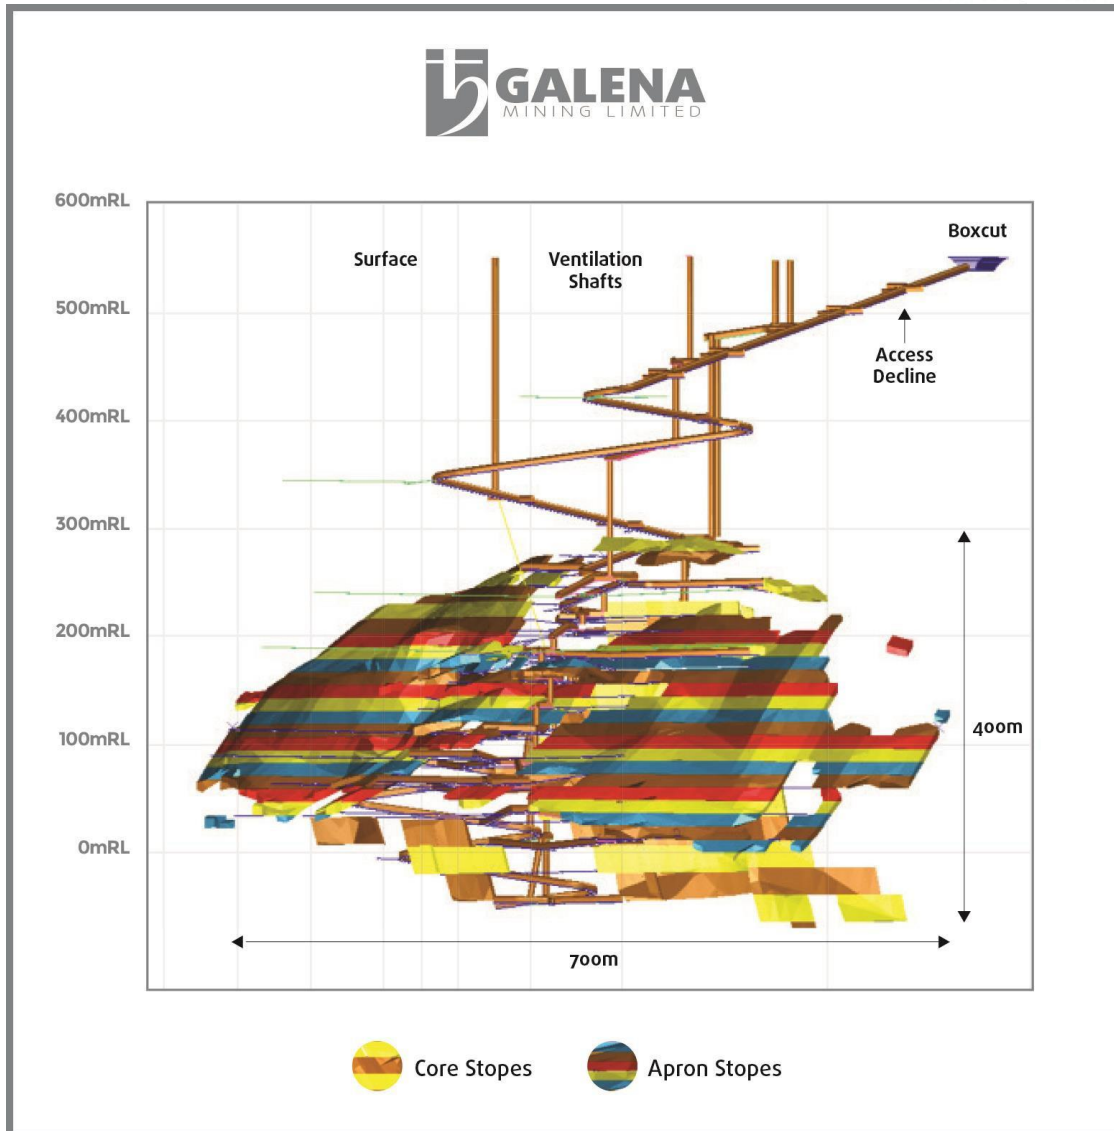 GALENA
MINING LIMITED
600mRL
500mRL
400mRL
300mRL
200mRL
100mRL
0mRL
Surface
Ventilation
Shafts
Boxcut
Access
Decline
400m
700m
Core Stopes
Apron Stopes